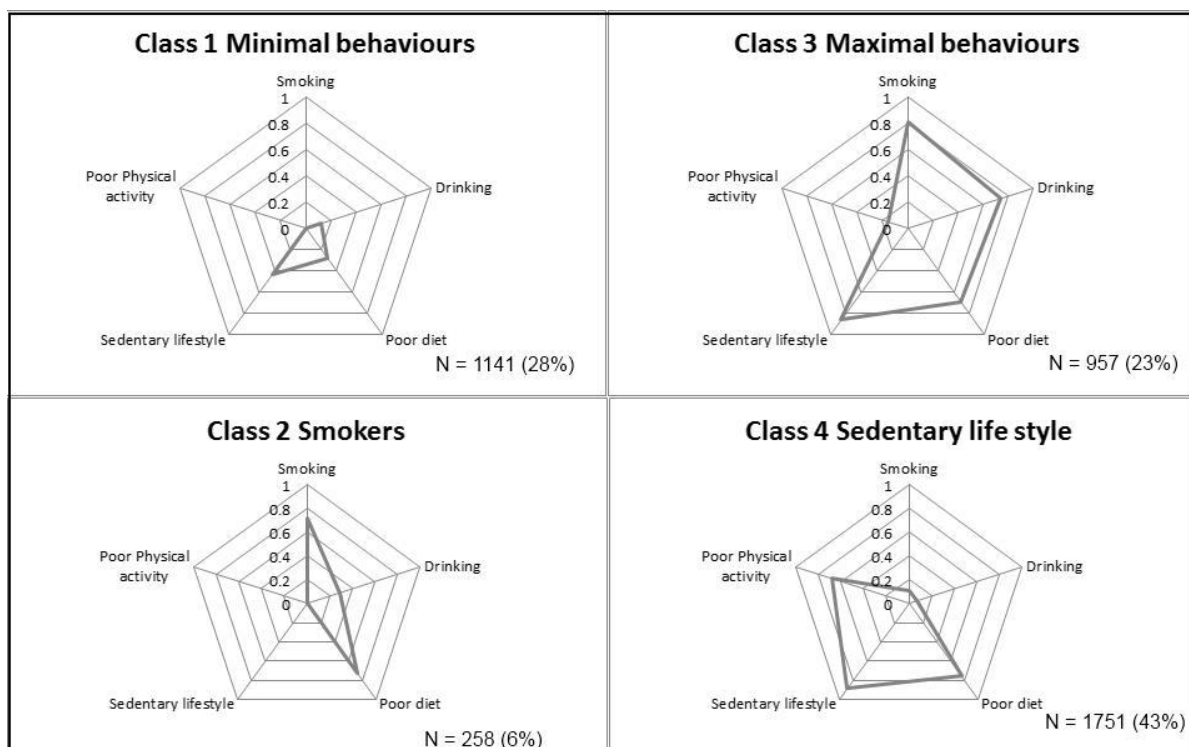 Class 1 Minimal behaviours
Smoking
1
0.8
0.6
0.4
0.2
0
Drinking
Poor diet
Sedentary lifestyle
Poor Physical
activity
N = 1141 (28%)
Class 3 Maximal behaviours
Smoking
1
0.8
0.6
0.4
0.2
0
Drinking
Poor diet
Sedentary lifestyle
Poor Physical
activity
N = 957 (23%)
Class 2 Smokers
Smoking
1
0.8
0.6
0.4
0.2
0
Drinking
Poor diet
Sedentary lifestyle
Poor Physical
activity
N = 258 (6%)
Class 4 Sedentary life style
Smoking
1
0.8
0.6
0.4
0.2
0
Drinking
Poor diet
Sedentary lifestyle
Poor Physical
activity
N = 1751 (43%)